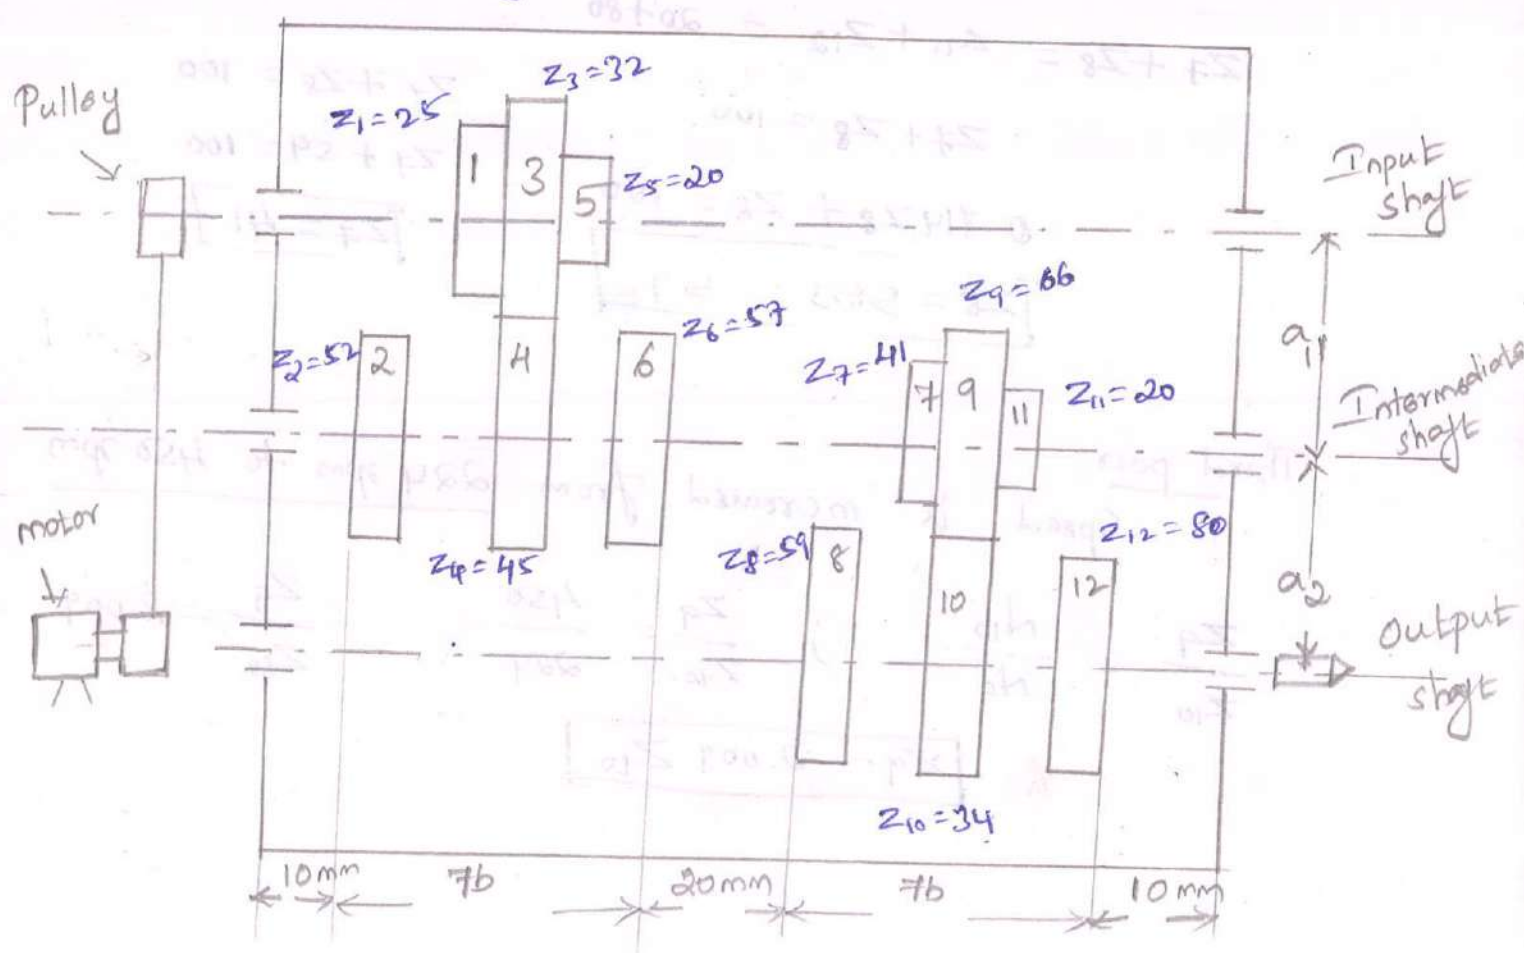 Pulley
Z3=32
Z1=25
1
3
5
Z5=20
Input
shaft
Z9=66
Z6=57
Z2=52
2
4
6
Z7=41
7
9
11
Z11=20
a1
Intermediate
shaft
motor
Z4=45
Z8=59
8
10
12
Z12=80
a2
Output
shaft
Z10=34
10mm
7b
20mm
7b
10mm